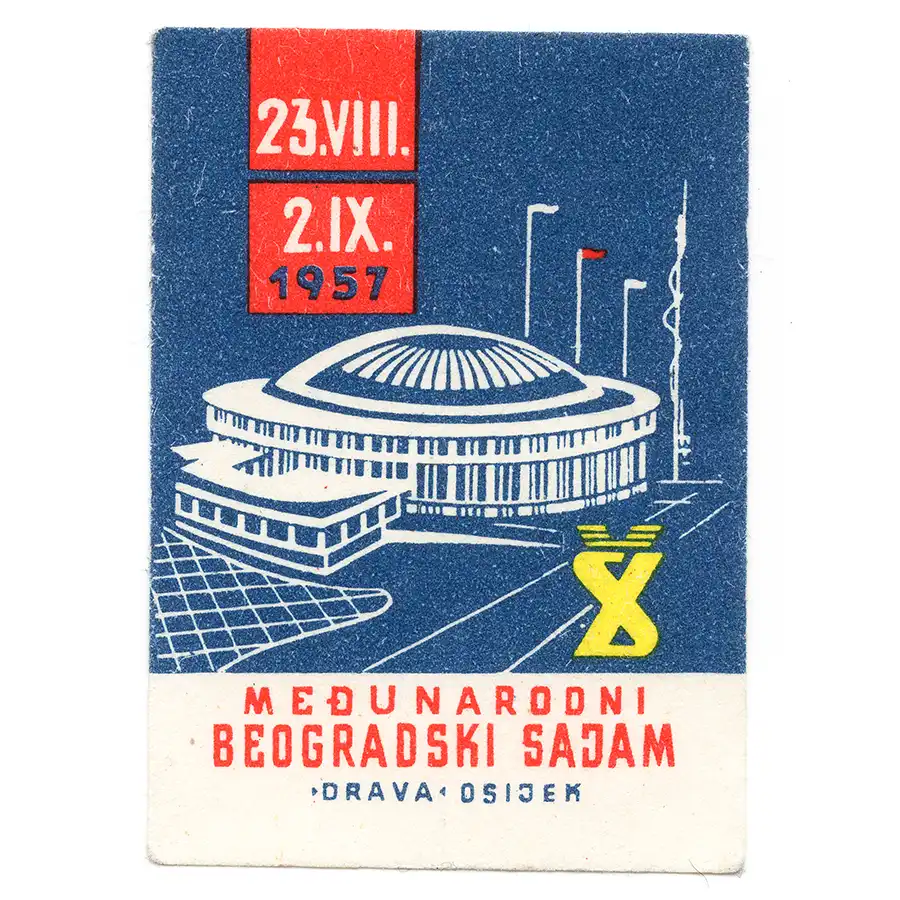 23.VIII.
2.IX.
1957
MEĐUNARODNI
BEOGRADSKI SAJAM
·DRAVA· OSIJEK